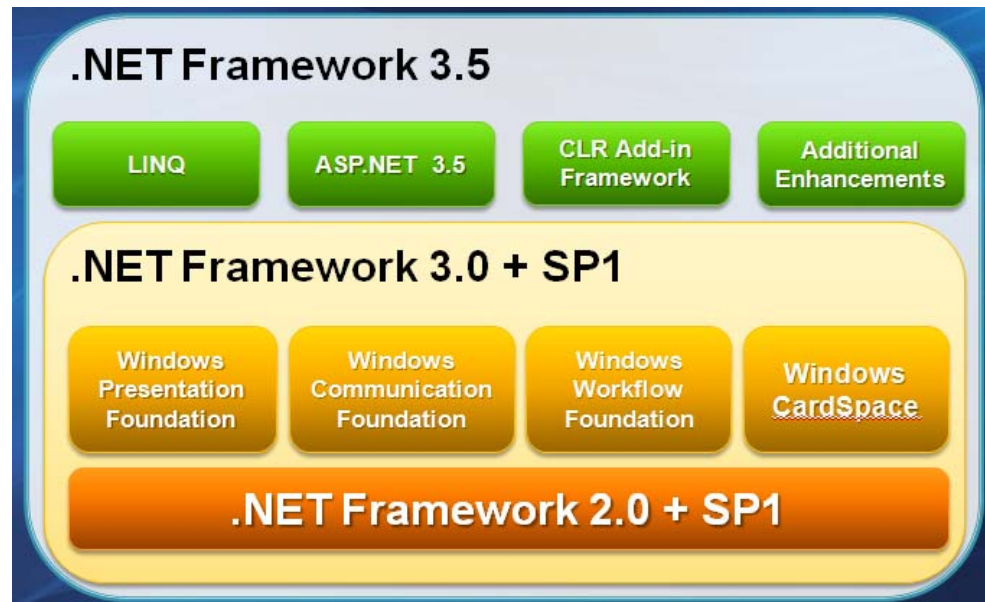 .NET Framework 3.5
LINQ
ASP.NET 3.5
CLR Add-in
Framework
Additional
Enhancements
.NET Framework 3.0 + SP1
Windows
Presentation
Foundation
Windows
Communication
Foundation
Windows
Workflow
Foundation
Windows
CardSpace
.NET Framework 2.0 + SP1